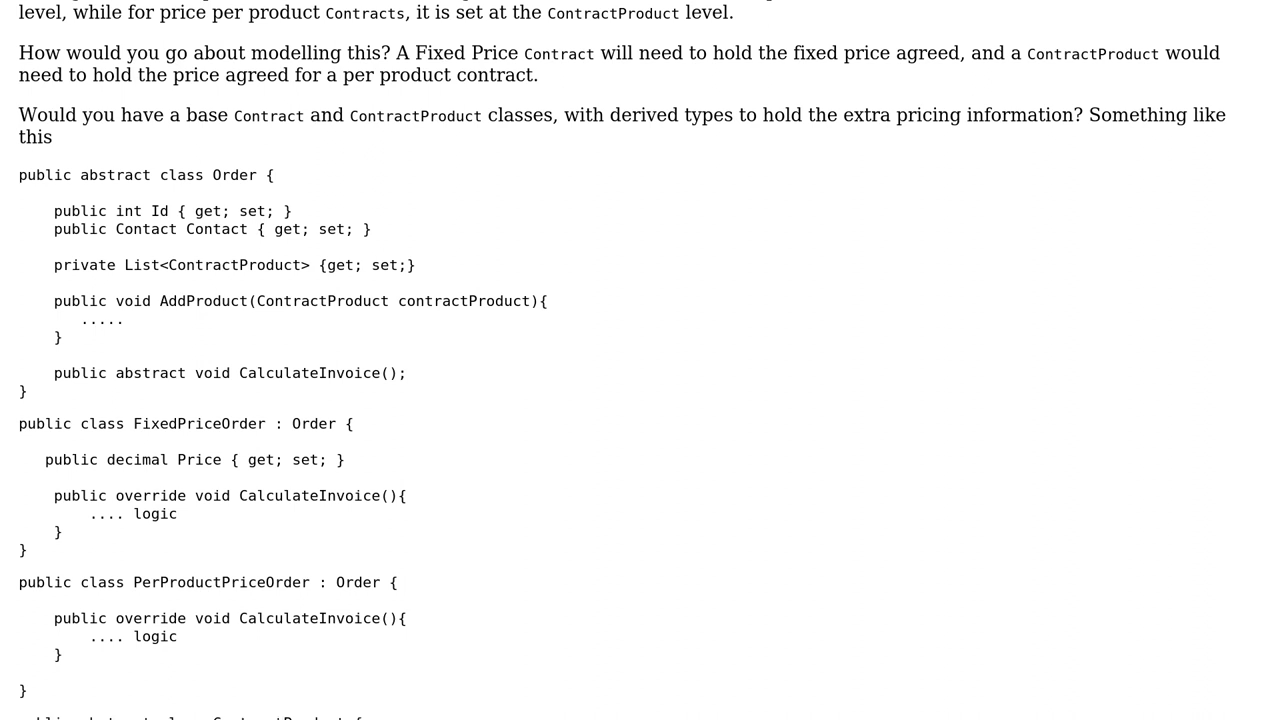 level, while for price per product Contracts, it is set at the ContractProduct level.
How would you go about modelling this? A Fixed Price Contract will need to hold the fixed price agreed, and a ContractProduct would
need to hold the price agreed for a per product contract.
Would you have a base Contract and ContractProduct classes, with derived types to hold the extra pricing information? Something like
this
public abstract class Order {
    public int Id { get; set; }
    public Contact Contact { get; set; }
    private List<ContractProduct> {get; set;}
    public void AddProduct(ContractProduct contractProduct){
       .....
    }
    public abstract void CalculateInvoice();
}
public class FixedPriceOrder : Order {
   public decimal Price { get; set; }
    public override void CalculateInvoice(){
        .... logic
    }
}
public class PerProductPriceOrder : Order {
    public override void CalculateInvoice(){
        .... logic
    }
}